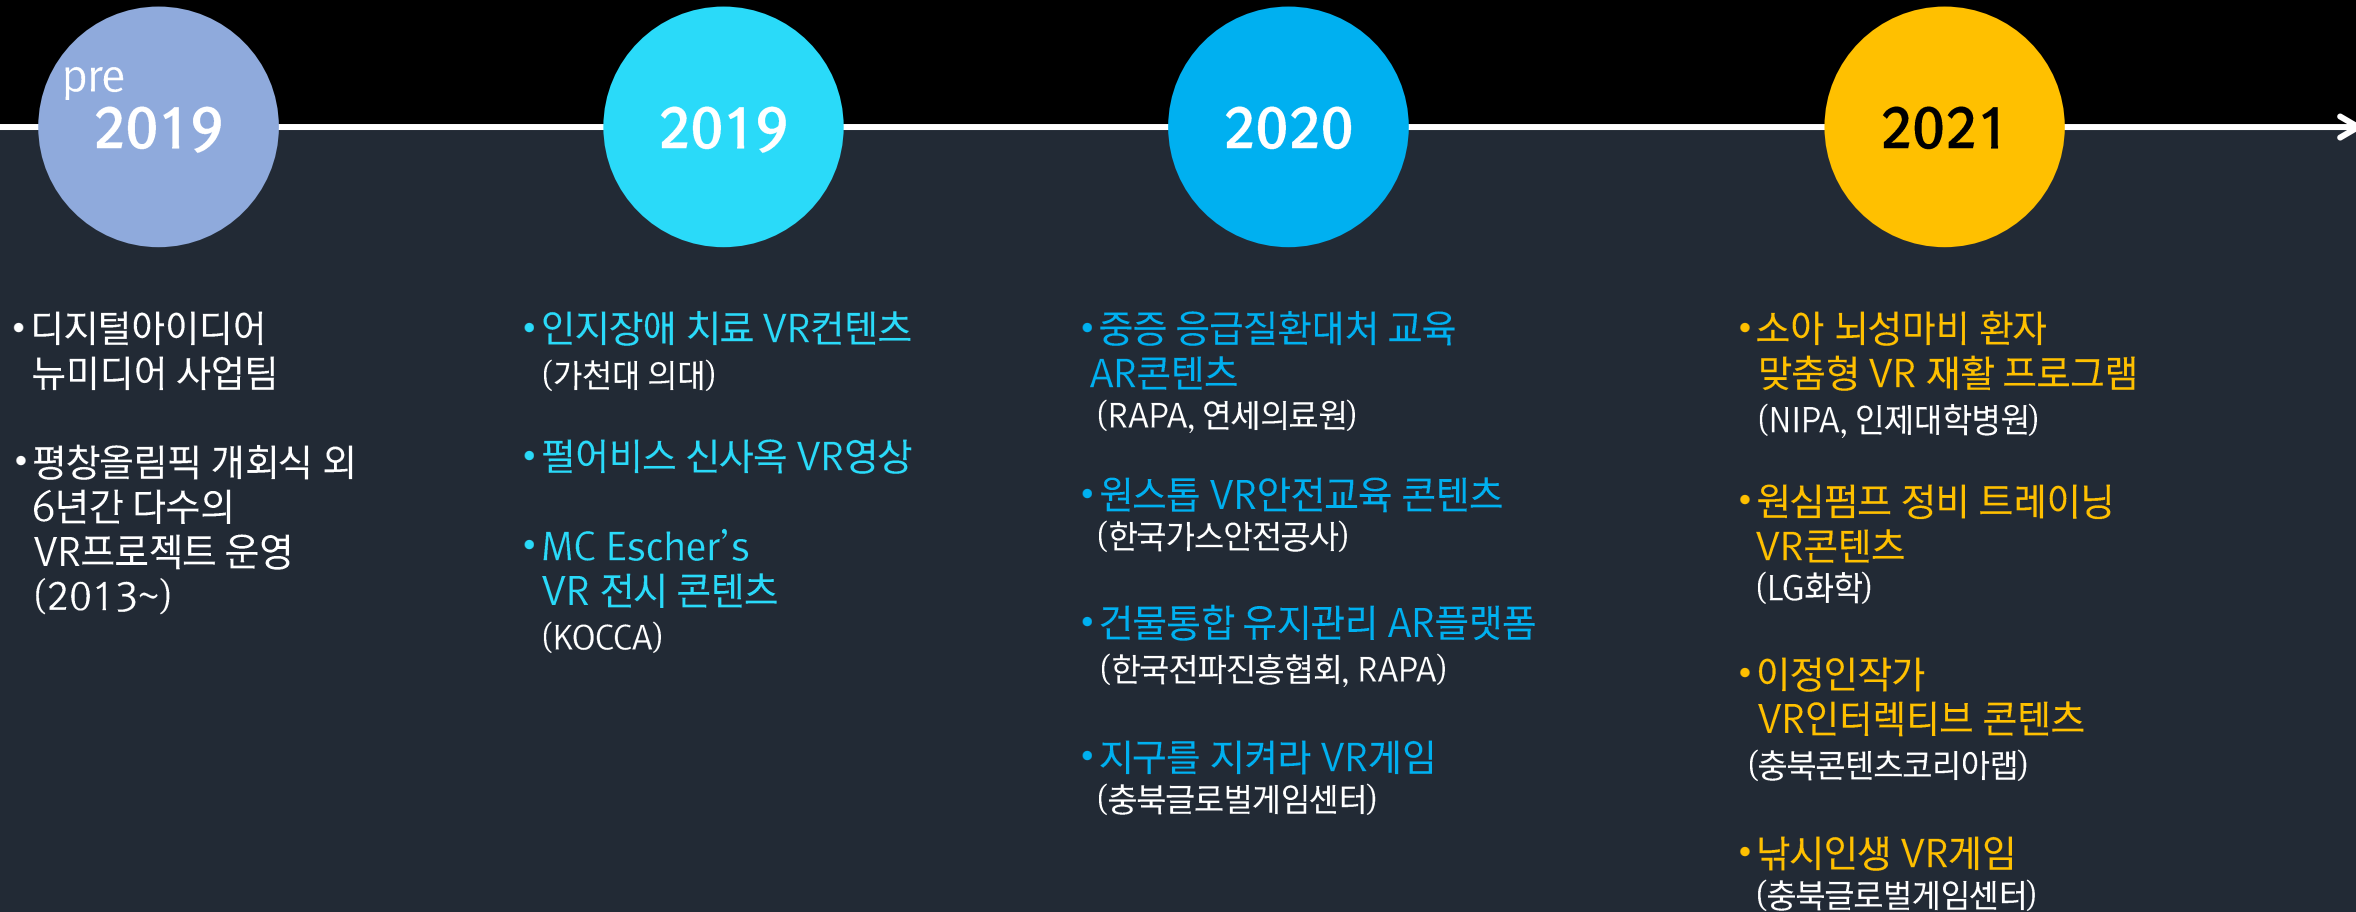 pre
2019
• 디지털아이디어
뉴미디어 사업팀
• 평창올림픽 개회식 외
6년간 다수의
VR프로젝트 운영
(2013~)
2019
• 인지장애 치료 VR컨텐츠
(가천대 의대)
• 펄어비스 신사옥 VR영상
• MC Escher’s
VR 전시 콘텐츠
(KOCCA)
2020
• 중증 응급질환대처 교육
AR콘텐츠
(RAPA, 연세의료원)
• 원스톱 VR안전교육 콘텐츠
(한국가스안전공사)
• 건물통합 유지관리 AR플랫폼
(한국전파진흥협회, RAPA)
• 지구를 지켜라 VR게임
(충북글로벌게임센터)
2021
• 소아 뇌성마비 환자
맞춤형 VR 재활 프로그램
(NIPA, 인제대학병원)
• 원심펌프 정비 트레이닝
VR콘텐츠
(LG화학)
• 이정인작가
VR인터렉티브 콘텐츠
(충북콘텐츠코리아랩)
• 낚시인생 VR게임
(충북글로벌게임센터)